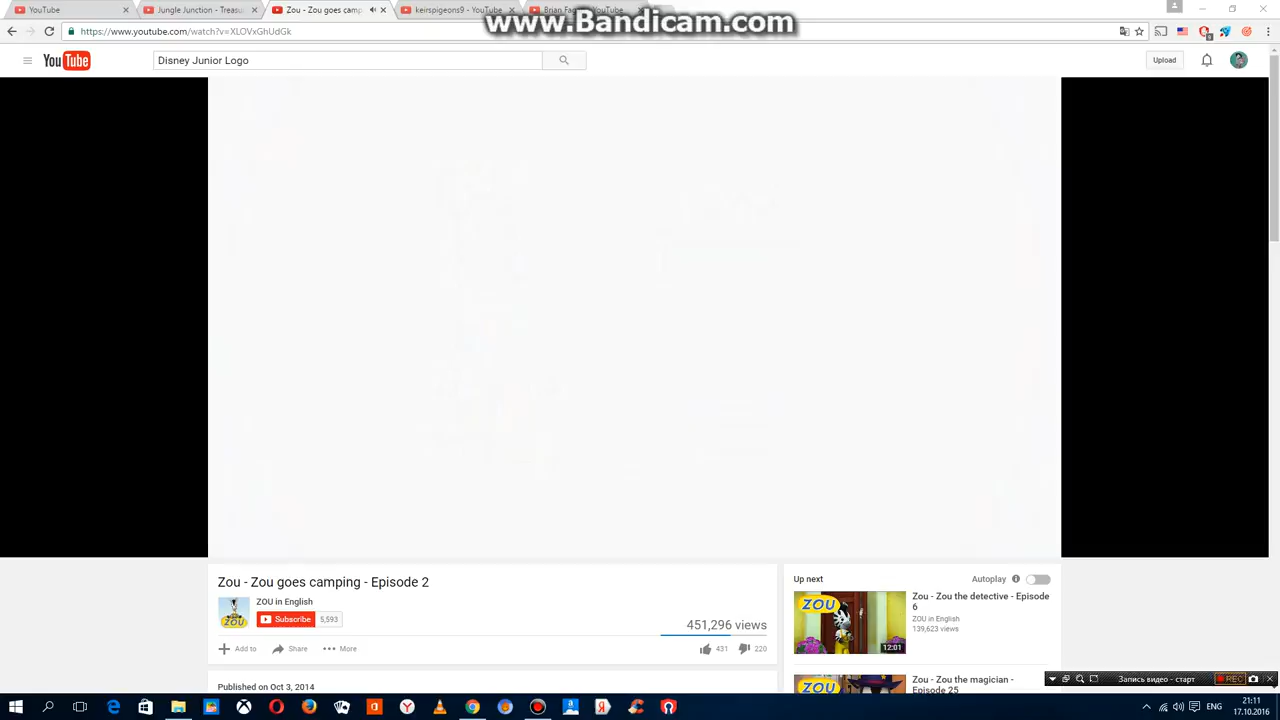 www.Bandicam.com
YouTube
Jungle Junction - Treasu
Zou - Zou goes camp
keirspigeons9 - YouTube
https://www.youtube.com/watch?v=XLOVxGhUdGk
YouTube
Disney Junior Logo
Upload
Zou - Zou goes camping - Episode 2
ZOU in English
Subscribe
5,593
451,296 views
Add to
Share
More
431
220
Published on Oct 3, 2014
Up next
Autoplay
ZOU
12:01
Zou - Zou the detective - Episode
6
ZOU in English
139,623 views
ZOU
Zou - Zou the magician -
Episode 25
Запись видео - старт
REC
ENG
21:11
17.10.2016